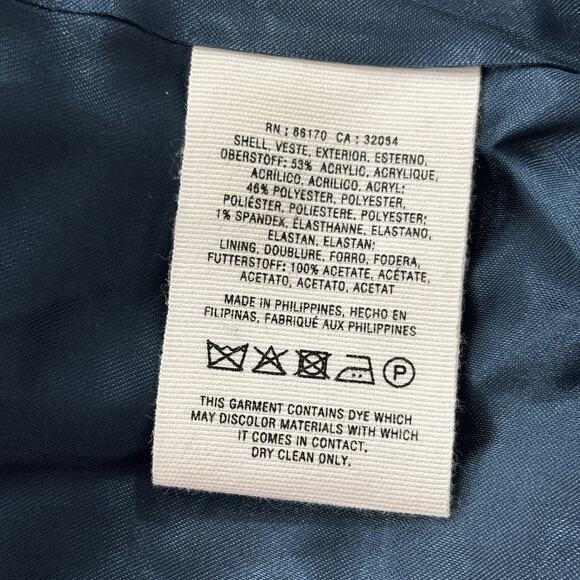 RN : 86170 CA : 32054
SHELL, VESTE, EXTERIOR, ESTERNO,
OBERSTOFF: 53% ACRYLIC, ACRYLIQUE,
ACRÍLICO, ACRILICO, ACRYL;
46% POLYESTER, POLYESTER,
POLIÉSTER, POLIESTERE, POLYESTER;
1% SPANDEX, ÉLASTHANNE, ELASTANO,
ELASTAN, ELASTAN;
LINING, DOUBLURE, FORRO, FODERA,
FUTTERSTOFF: 100% ACETATE, ACÉTATE,
ACETATO, ACETATO, ACETAT
MADE IN PHILIPPINES, HECHO EN
FILIPINAS, FABRIQUÉ AUX PHILIPPINES
P
THIS GARMENT CONTAINS DYE WHICH
MAY DISCOLOR MATERIALS WITH WHICH
IT COMES IN CONTACT.
DRY CLEAN ONLY.